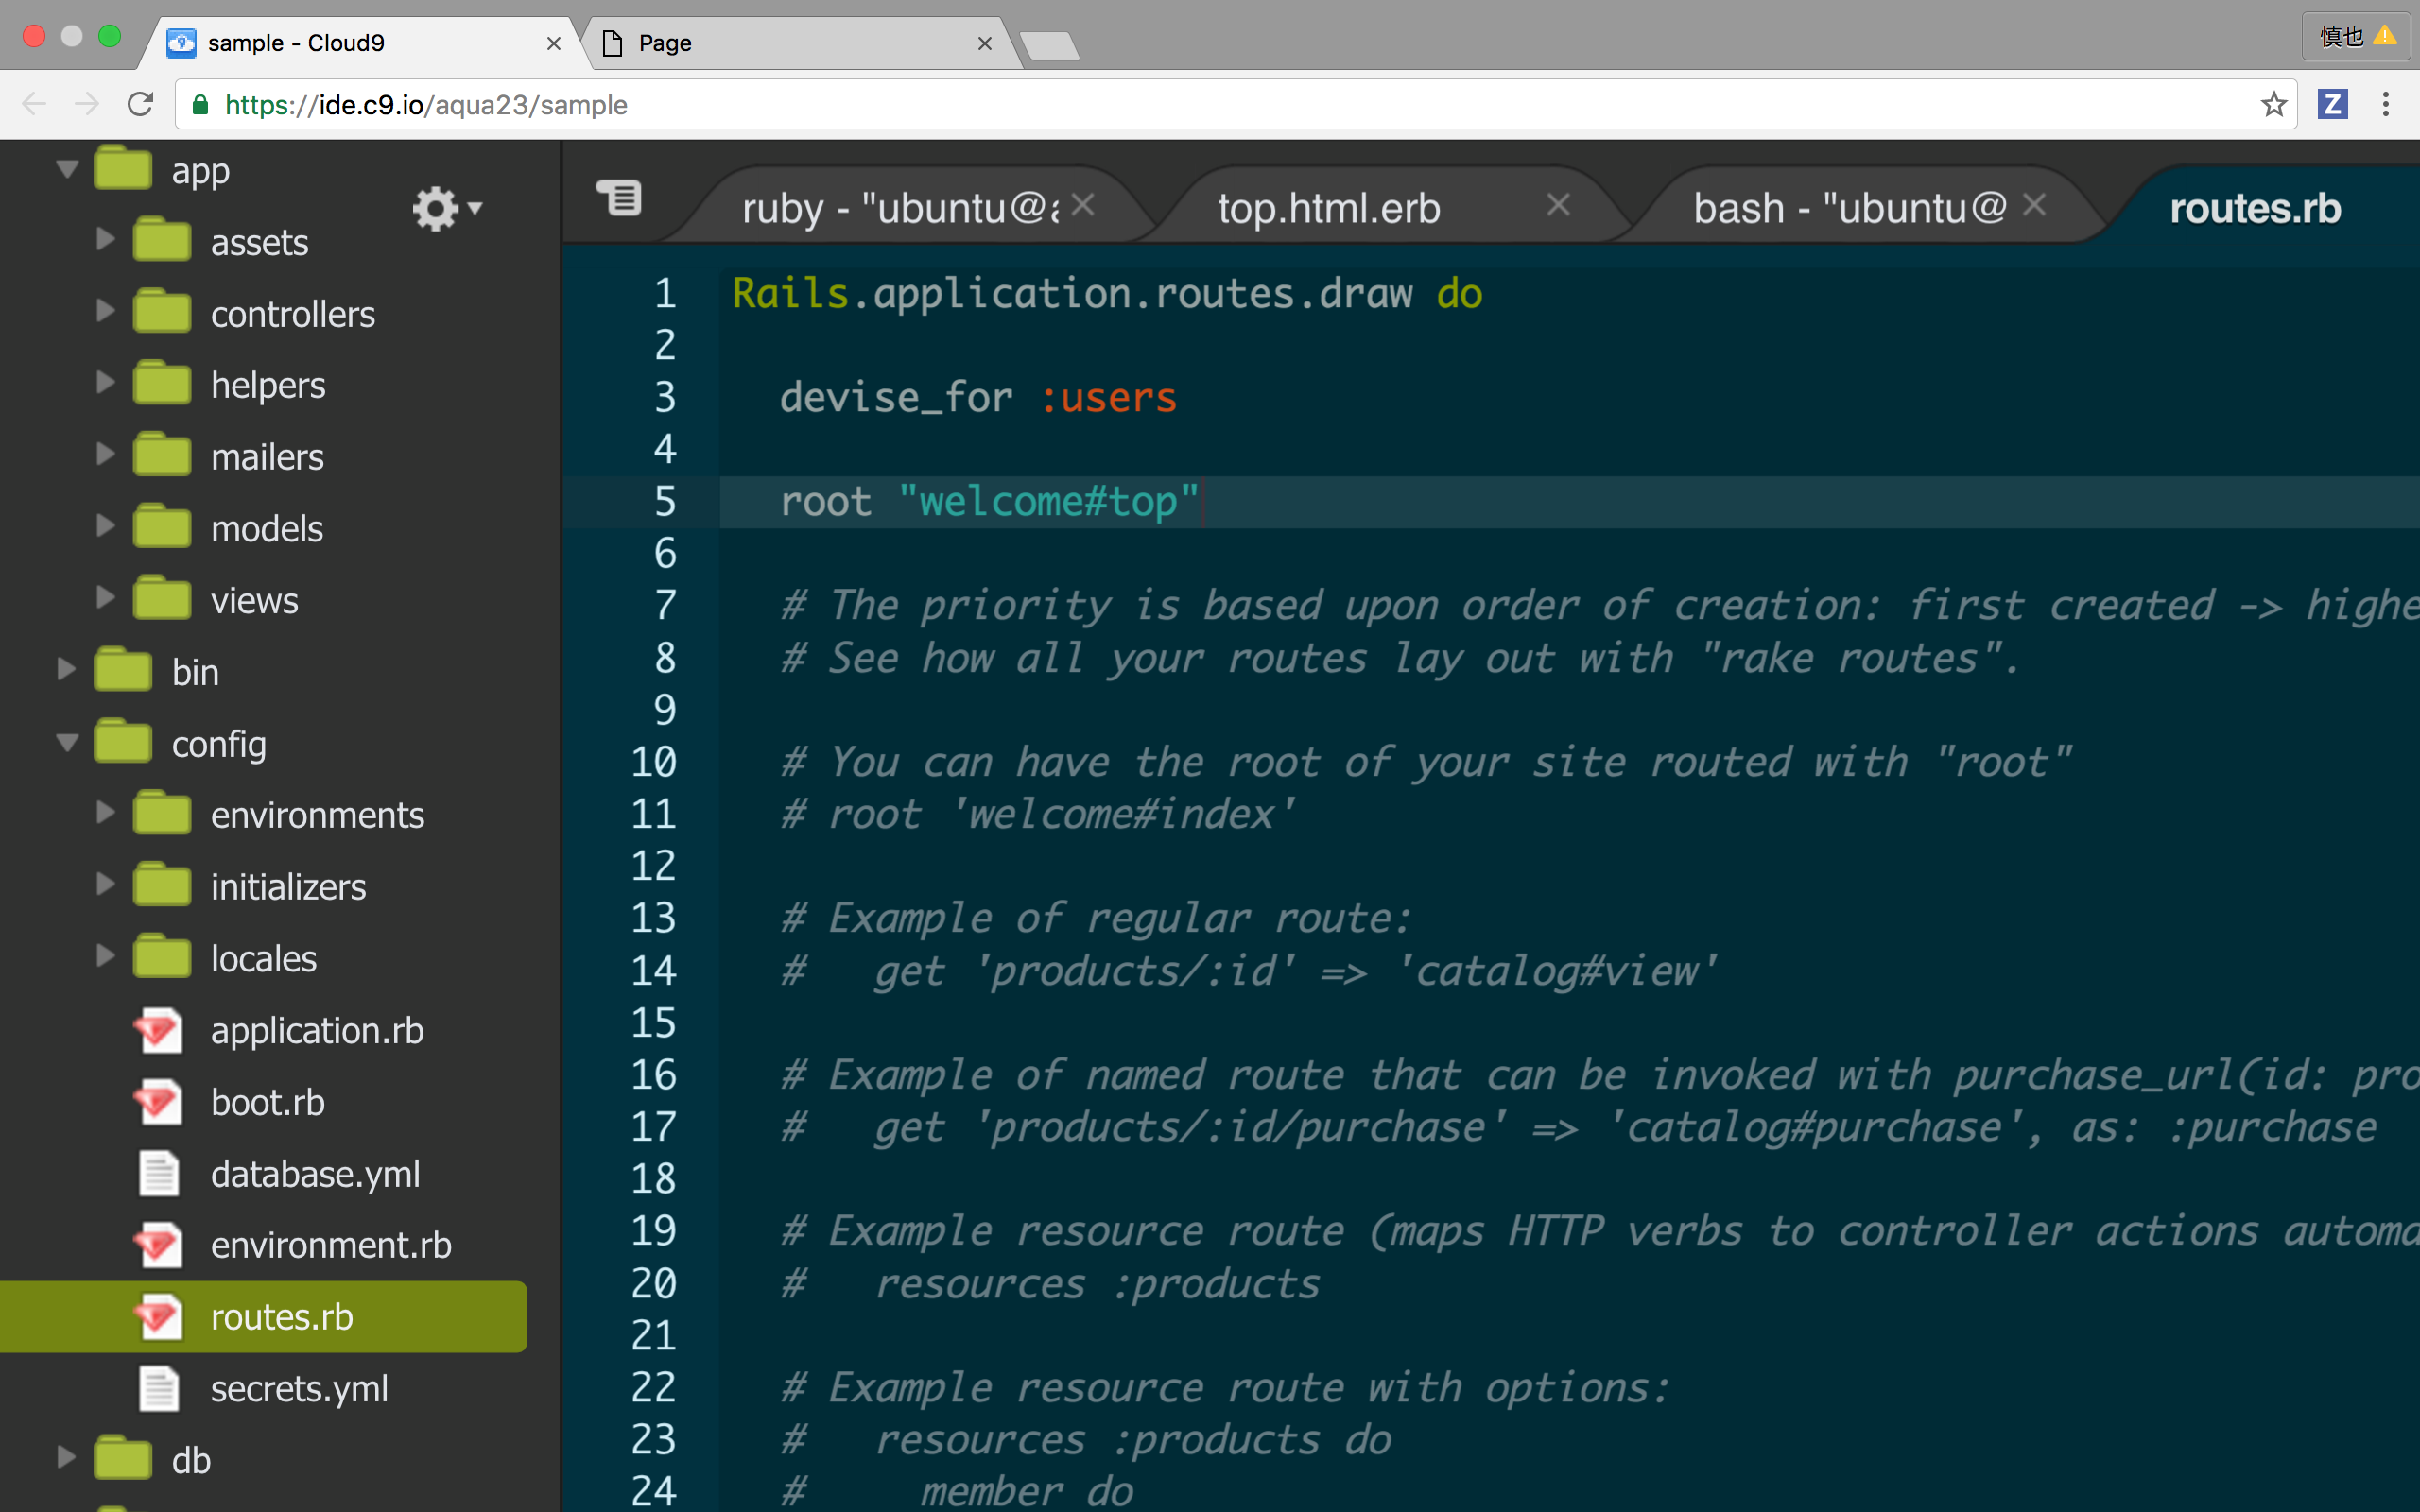 sample - Cloud9
Page
慎也
https://ide.c9.io/aqua23/sample
app
assets
controllers
helpers
mailers
models
views
bin
config
environments
initializers
locales
application.rb
boot.rb
database.yml
environment.rb
routes.rb
secrets.yml
db
ruby - "ubuntu@
top.html.erb
bash - "ubuntu@
routes.rb
1 Rails.application.routes.draw do
2
3 devise_for :users
4
5 root "welcome#top"
6
7 # The priority is based upon order of creation: first created -> highe
8 # See how all your routes lay out with "rake routes".
9
10 # You can have the root of your site routed with "root"
11 # root 'welcome#index'
12
13 # Example of regular route:
14 #   get 'products/:id' => 'catalog#view'
15
16 # Example of named route that can be invoked with purchase_url(id: pro
17 #   get 'products/:id/purchase' => 'catalog#purchase', as: :purchase
18
19 # Example resource route (maps HTTP verbs to controller actions automa
20 #   resources :products
21
22 # Example resource route with options:
23 #   resources :products do
24 #     member do